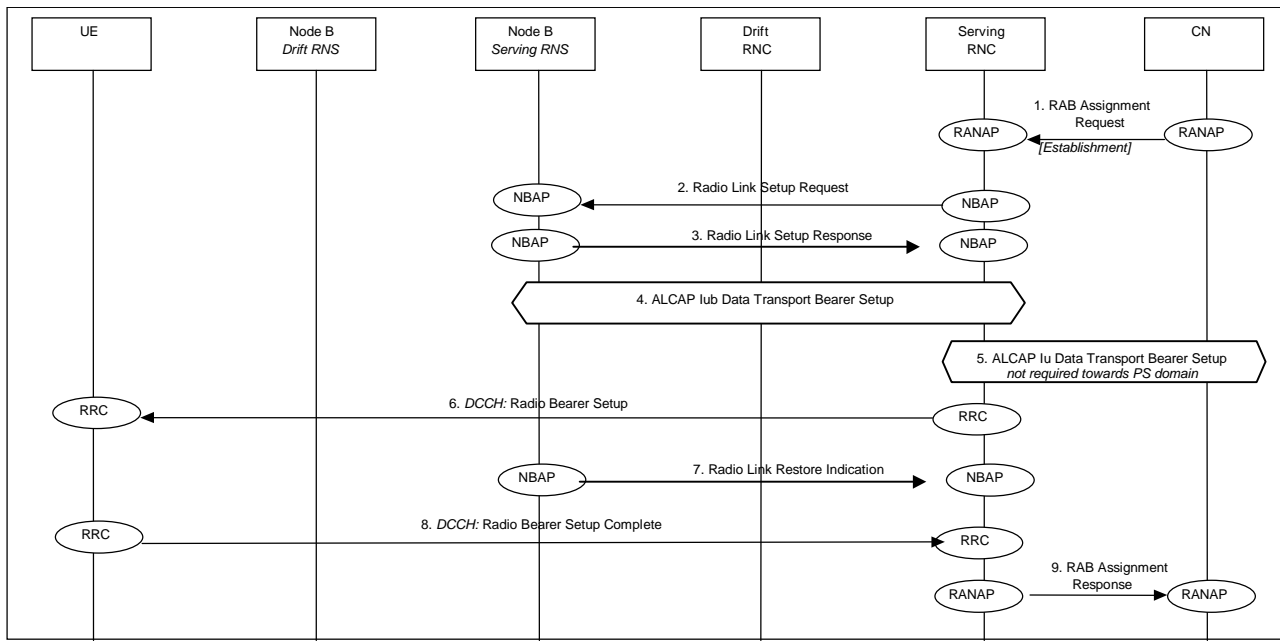 UE
Node B
Drift RNS
Node B
Serving RNS
Drift
RNC
Serving
RNC
CN
1. RAB Assignment
Request
RANAP
RANAP
[Establishment]
2. Radio Link Setup Request
NBAP
NBAP
3. Radio Link Setup Response
NBAP
NBAP
4. ALCAP Iub Data Transport Bearer Setup
5. ALCAP Iu Data Transport Bearer Setup
not required towards PS domain
6. DCCH: Radio Bearer Setup
RRC
RRC
7. Radio Link Restore Indication
NBAP
NBAP
8. DCCH: Radio Bearer Setup Complete
RRC
RRC
9. RAB Assignment
Response
RANAP
RANAP